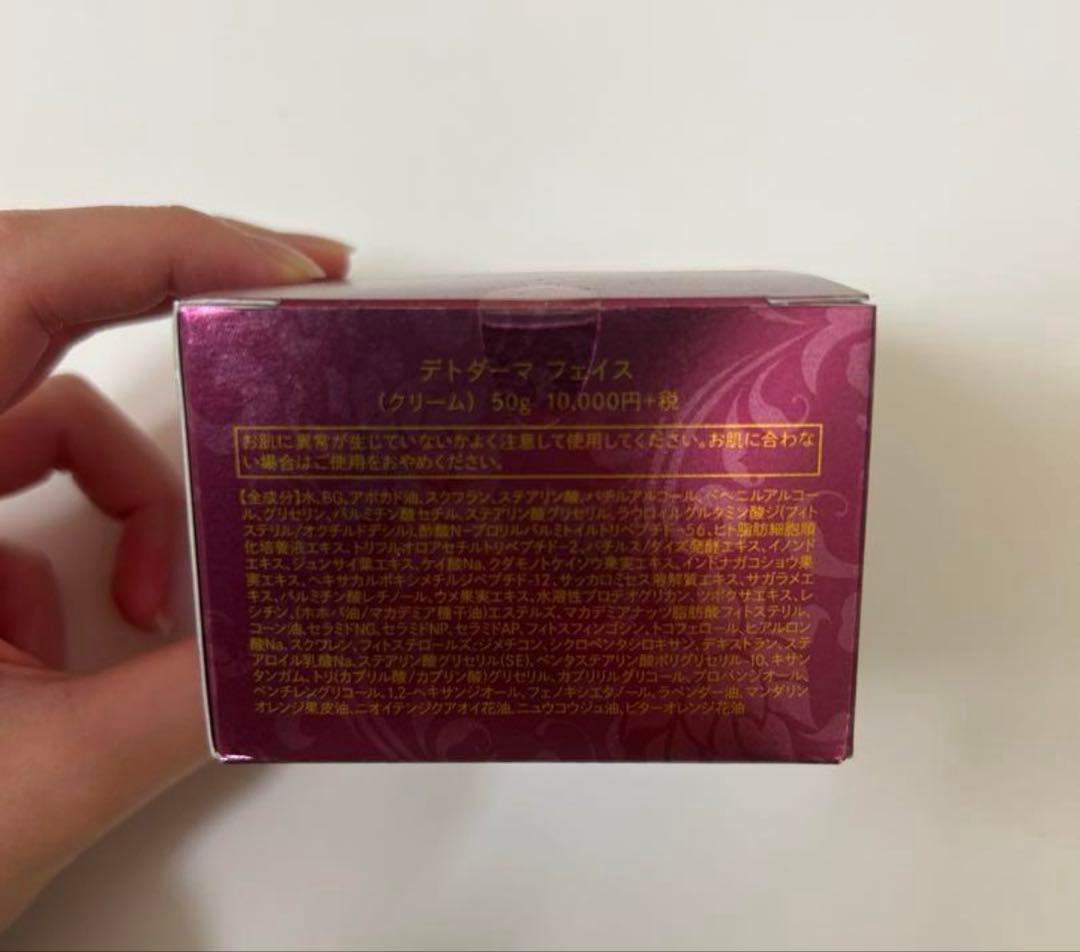 デトダーマ フェイス
（クリーム） 50g 10,000円+税
お肌に異常が生じていないかよく注意して使用してください。お肌に合わな
い場合はご使用をおやめください。
【全成分】水、BG、アボカド油、スクワラン、ステアリン酸、バチルアルコール、ベヘニルアルコー
ル、グリセリン、パルミチン酸セチル、ステアリン酸グリセリル、ラウロイルグルタミン酸ジ(フィト
ステリル/オクチルドデシル)、酢酸N-プロリルパルミトイルトリペプチド-56、ヒト脂肪細胞順
化培養液エキス、トリフルオロアセチルトリペプチド-2、バチルス/ダイズ発酵エキス、イノンド
エキス、ジュンサイ葉エキス、ケイ酸Na、クダモノトケイソウ果実エキス、インドナガコショウ果
実エキス、ヘキサカルボキシメチルジペプチド-12、サッカロミセス溶解質エキス、サガラメエ
キス、パルミチン酸レチノール、ウメ果実エキス、水溶性プロテオグリカン、ツボクサエキス、レ
シチン、(ホホバ油/マカデミア種子油)エステルズ、マカデミアナッツ脂肪酸フィトステリル、
コーン油、セラミドNG、セラミドNP、セラミドAP、フィトスフィンゴシン、トコフェロール、ヒアルロン
酸Na、スクワレン、フィトステロールズ、ジメチコン、シクロペンタシロキサン、デキストラン、ステ
アロイル乳酸Na、ステアリン酸グリセリル(SE)、ペンタステアリン酸ポリグリセリル-10、キサン
タンガム、トリ(カプリル酸/カプリン酸)グリセリル、カプリリルグリコール、プロパンジオール、
ペンチレングリコール、1,2-ヘキサンジオール、フェノキシエタノール、ラベンダー油、マンダリン
オレンジ果皮油、ニオイテンジクアオイ花油、ニュウコウジュ油、ビターオレンジ花油